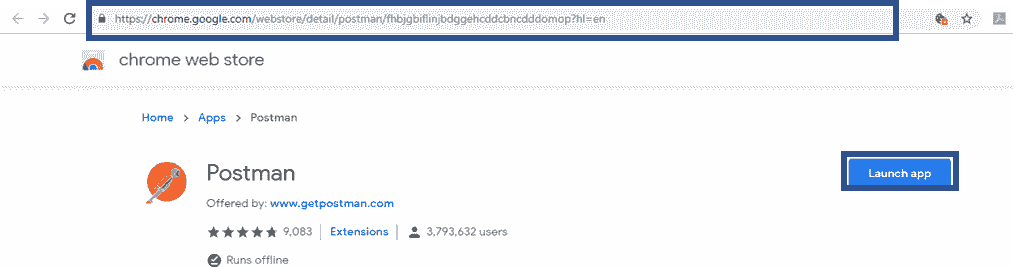 https://chrome.google.com/webstore/detail/postman/fhbjgbiflinjbdggehcddcbncdddomop?hl=en
chrome web store
Home > Apps > Postman
Postman
Launch app
Offered by: www.getpostman.com
9,083 | Extensions | 3,793,632 users
Runs offline